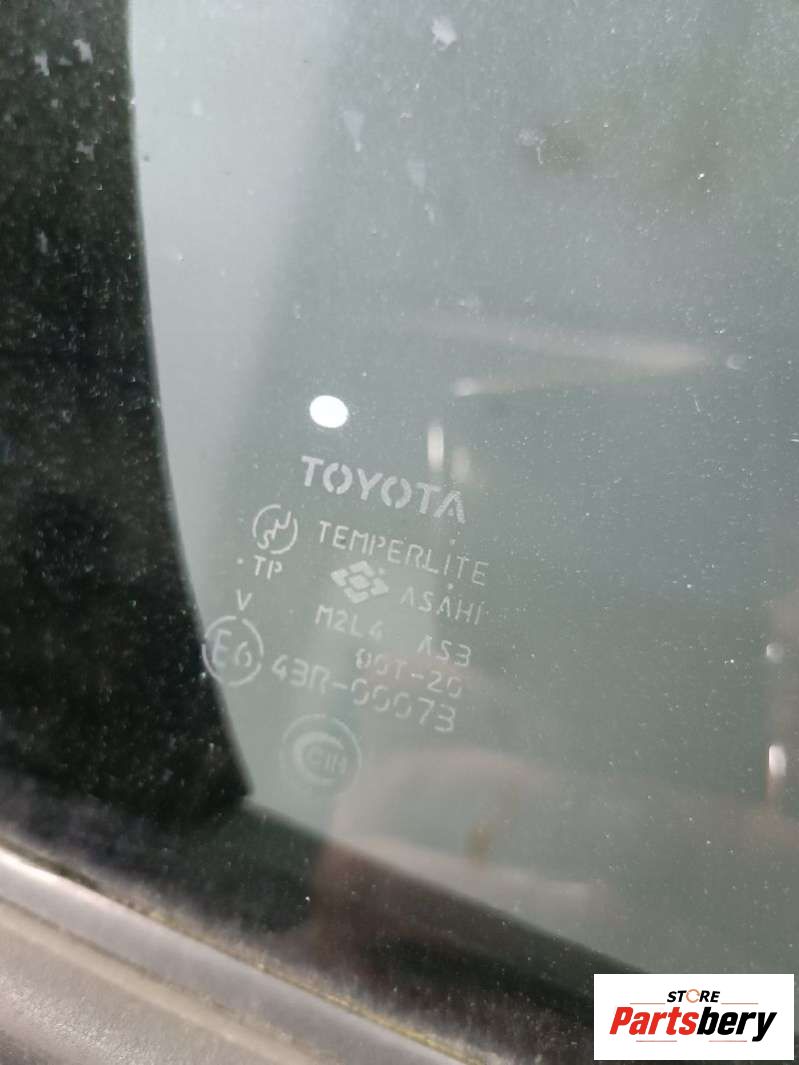 TOYOTA
TEMPERLITE
TP
ASAHI
M2L4 AS3
V
DOT-20
E6 43R-00073
STORE
Partsbery